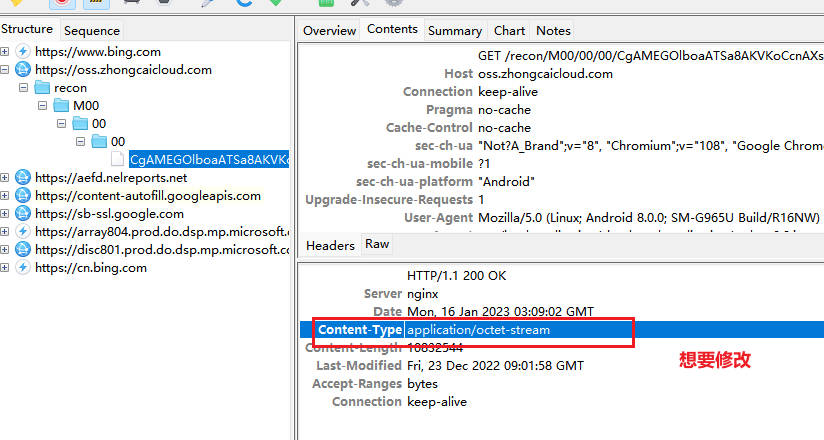 Structure
Sequence
https://www.bing.com
https://oss.zhongcaicloud.com
recon
M00
00
00
CgAMEGOlboaATSa8AKVKo
https://aefd.nelreports.net
https://content-autofill.googleapis.com
https://sb-ssl.google.com
https://array804.prod.do.dsp.mp.microsoft.
https://disc801.prod.do.dsp.mp.microsoft.c
https://cn.bing.com
Overview
Contents
Summary
Chart
Notes
GET /recon/M00/00/00/CgAMEGOlboaATSa8AKVKoCcnAXs
Host oss.zhongcaicloud.com
Connection keep-alive
Pragma no-cache
Cache-Control no-cache
sec-ch-ua "Not?A_Brand";v="8", "Chromium";v="108", "Google Chrome
sec-ch-ua-mobile ?1
sec-ch-ua-platform "Android"
Upgrade-Insecure-Requests 1
User-Agent Mozilla/5.0 (Linux; Android 8.0.0; SM-G965U Build/R16NW)
Headers
Raw
HTTP/1.1 200 OK
Server nginx
Date Mon, 16 Jan 2023 03:09:02 GMT
Content-Type application/octet-stream
Content-Length 10832544
Last-Modified Fri, 23 Dec 2022 09:01:58 GMT
Accept-Ranges bytes
Connection keep-alive
想要修改